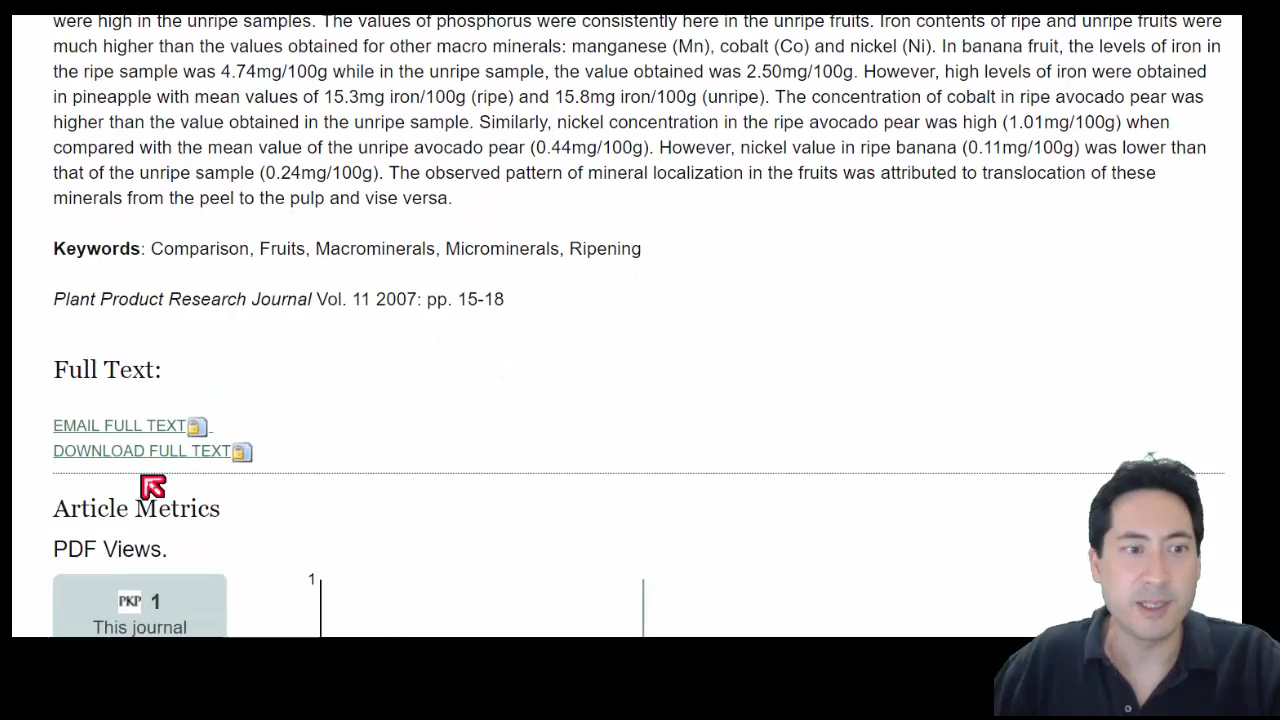 were high in the unripe samples. The values of phosphorus were consistently here in the unripe fruits. Iron contents of ripe and unripe fruits were
much higher than the values obtained for other macro minerals: manganese (Mn), cobalt (Co) and nickel (Ni). In banana fruit, the levels of iron in
the ripe sample was 4.74mg/100g while in the unripe sample, the value obtained was 2.50mg/100g. However, high levels of iron were obtained
in pineapple with mean values of 15.3mg iron/100g (ripe) and 15.8mg iron/100g (unripe). The concentration of cobalt in ripe avocado pear was
higher than the value obtained in the unripe sample. Similarly, nickel concentration in the ripe avocado pear was high (1.01mg/100g) when
compared with the mean value of the unripe avocado pear (0.44mg/100g). However, nickel value in ripe banana (0.11mg/100g) was lower than
that of the unripe sample (0.24mg/100g). The observed pattern of mineral localization in the fruits was attributed to translocation of these
minerals from the peel to the pulp and vise versa.
Keywords: Comparison, Fruits, Macrominerals, Microminerals, Ripening
Plant Product Research Journal Vol. 11 2007: pp. 15-18
Full Text:
EMAIL FULL TEXT
DOWNLOAD FULL TEXT
Article Metrics
PDF Views.
PKP 1
This journal
1